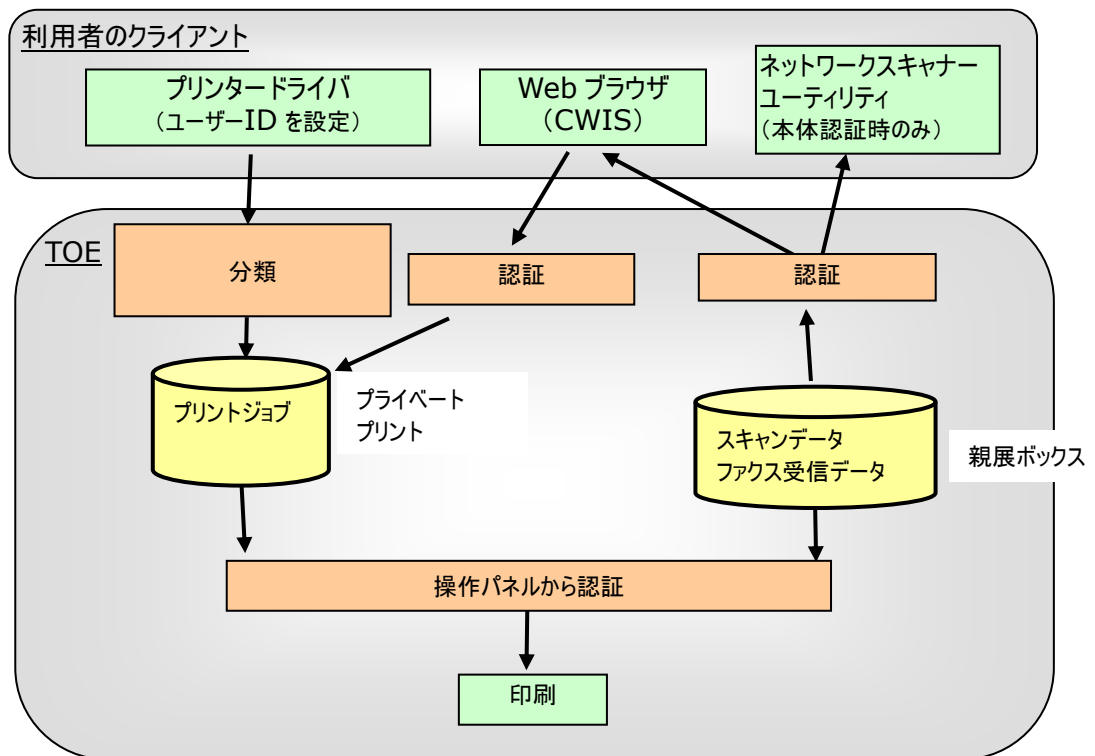 利用者のクライアント
プリンタードライバ
（ユーザーID を設定）
Web ブラウザ
（CWIS）
ネットワークスキャナー
ユーティリティ
（本体認証時のみ）
TOE
分類
認証
認証
プリントジョブ
プライベート
プリント
スキャンデータ
ファクス受信データ
親展ボックス
操作パネルから認証
印刷